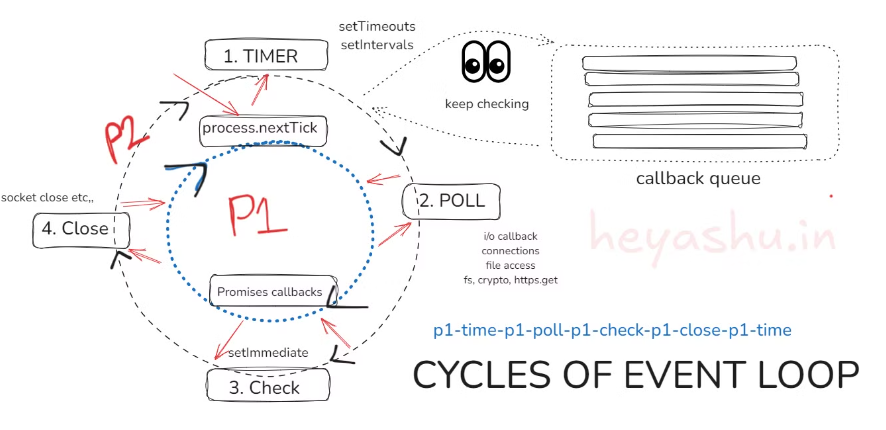 setTimeouts
setIntervals
1. TIMER
keep checking
process.nextTick
P2
callback queue
socket close etc,,
P1
2. POLL
4. Close
i/o callback
connections
file access
fs, crypto, https.get
heyashu.in
Promises callbacks
p1-time-p1-poll-p1-check-p1-close-p1-time
setImmediate
3. Check
CYCLES OF EVENT LOOP